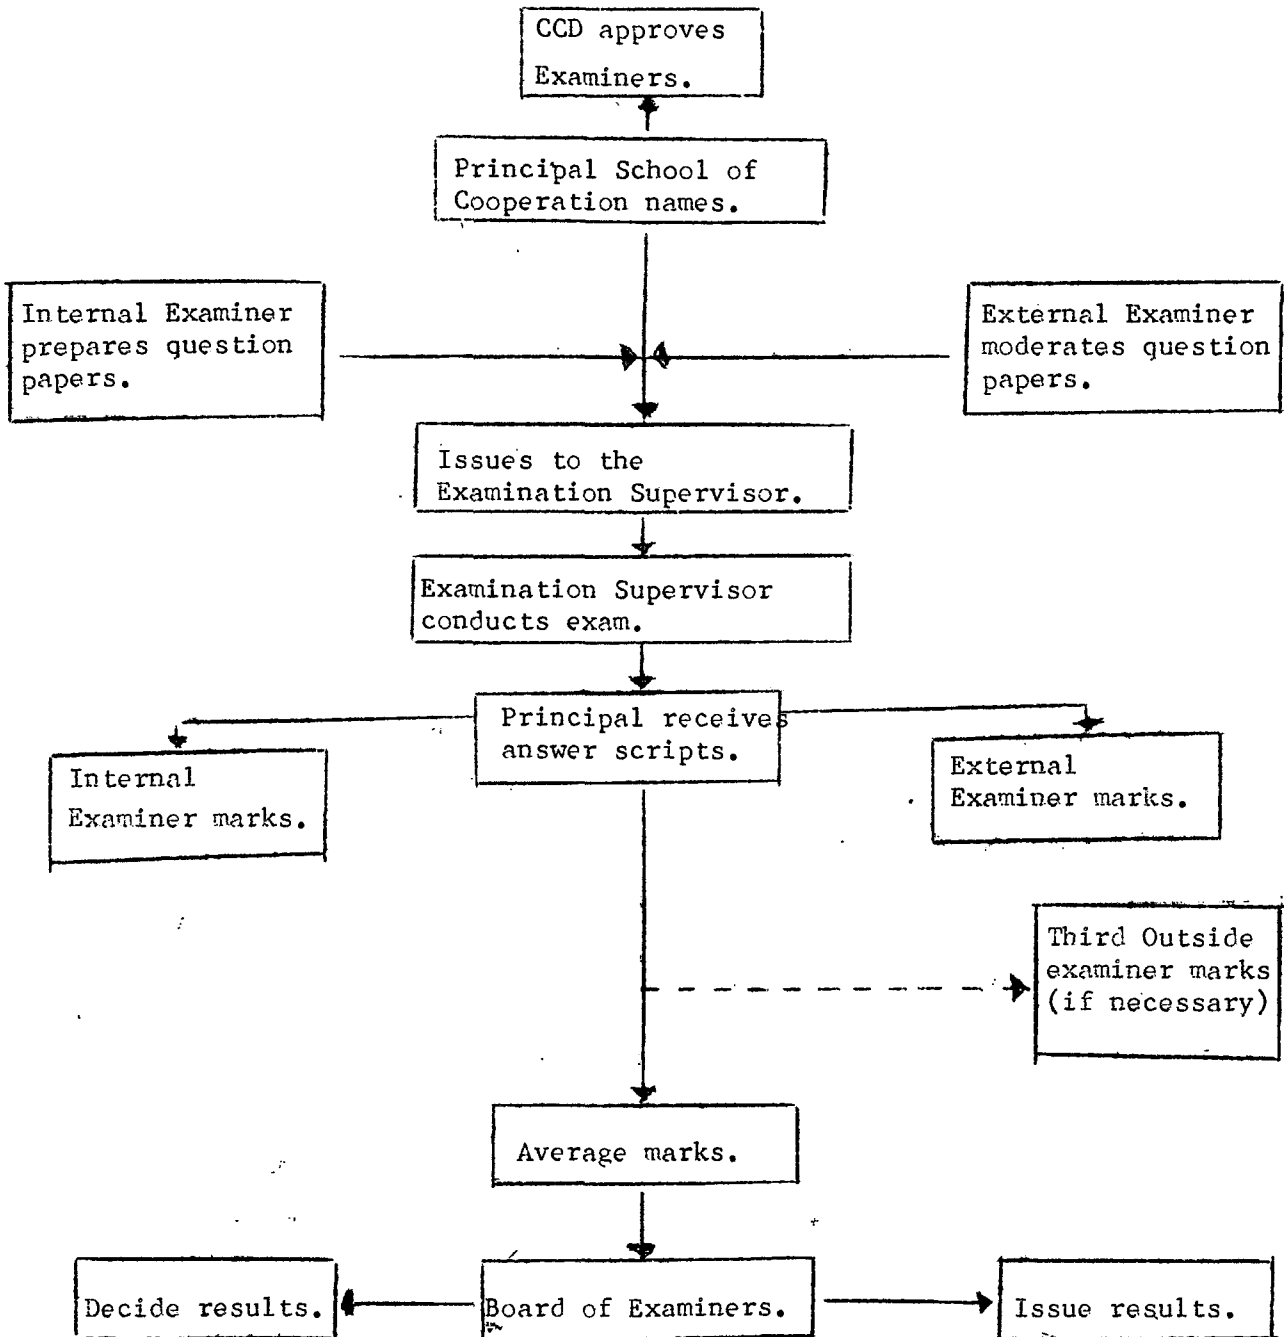 CCD approves
Examiners.
Principal School of
Cooperation names.
Internal Examiner
prepares question
papers.
External Examiner
moderates question
papers.
Issues to the
Examination Supervisor.
Examination Supervisor
conducts exam.
Principal receives
answer scripts.
Internal
Examiner marks.
External
Examiner marks.
Third Outside
examiner marks
(if necessary)
Average marks.
Decide results.
Board of Examiners.
Issue results.